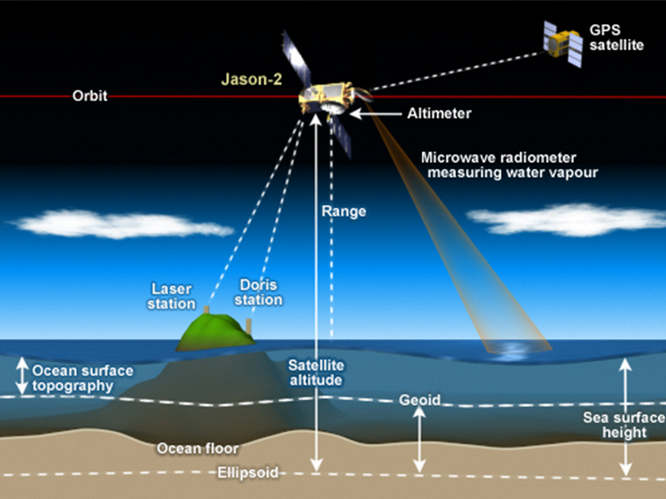 GPS
satellite
Jason-2
Orbit
Altimeter
Microwave radiometer
measuring water vapour
Range
Laser
station
Doris
station
Ocean surface
topography
Satellite
altitude
Geoid
Sea surface
height
Ocean floor
Ellipsoid